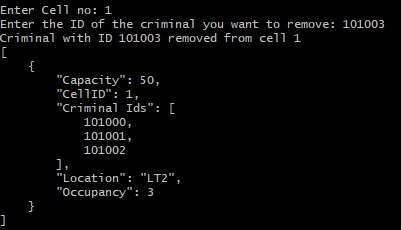 Enter Cell no: 1
Enter the ID of the criminal you want to remove: 101003
Criminal with ID 101003 removed from cell 1
[
    {
        "Capacity": 50,
        "CellID": 1,
        "Criminal Ids": [
            101000,
            101001,
            101002
        ],
        "Location": "LT2",
        "Occupancy": 3
    }
]